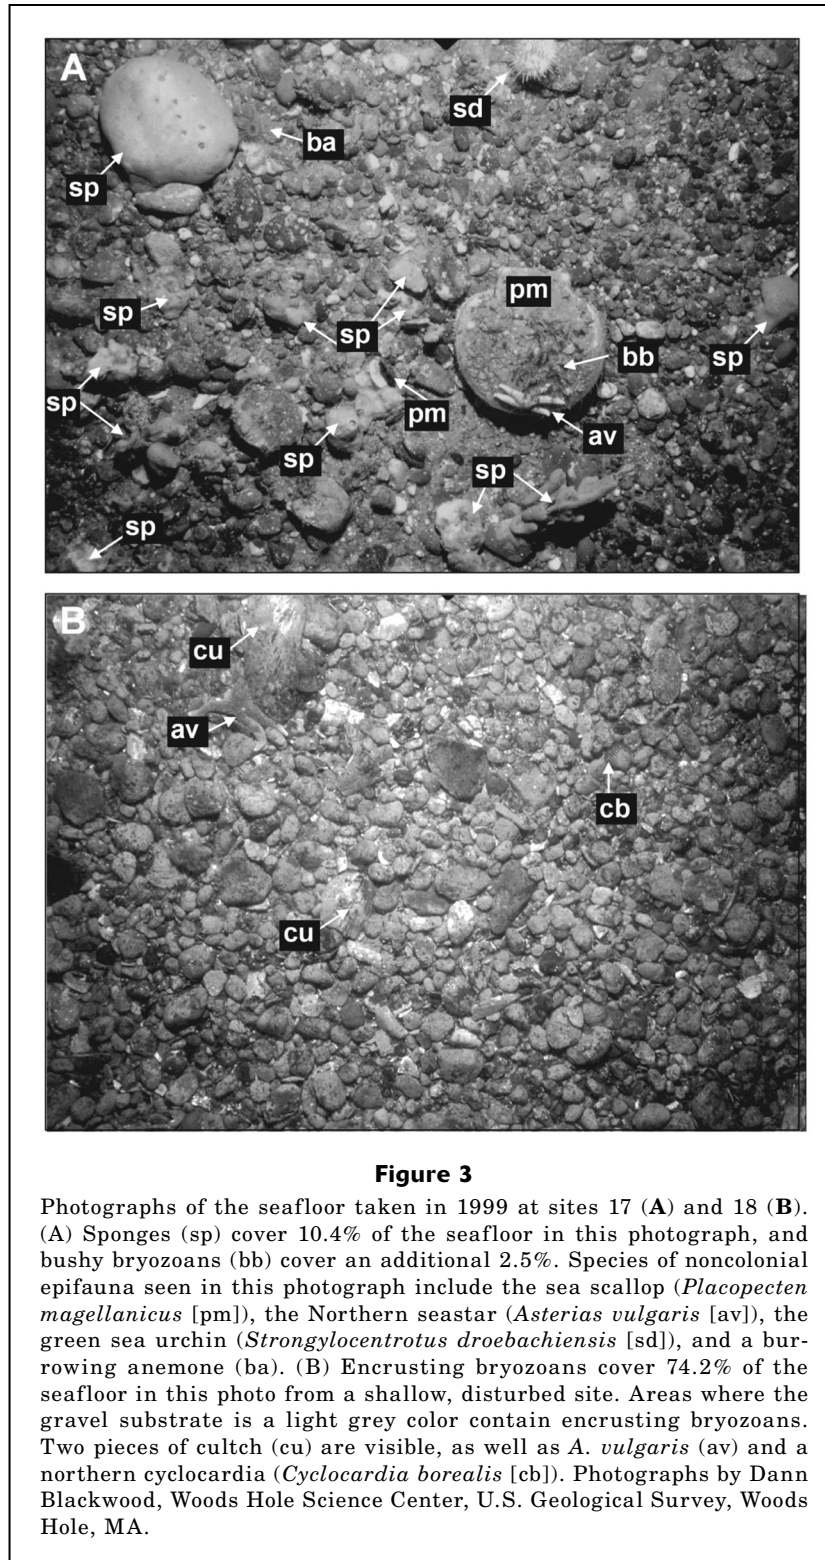 A
sd
ba
sp
pm
sp
sp
sp
bb
sp
pm
av
sp
sp
sp
B
cu
av
cb
cu
Figure 3
Photographs of the seafloor taken in 1999 at sites 17 (A) and 18 (B).
(A) Sponges (sp) cover 10.4% of the seafloor in this photograph, and
bushy bryozoans (bb) cover an additional 2.5%. Species of noncolonial
epifauna seen in this photograph include the sea scallop (Placopecten
magellanicus [pm]), the Northern seastar (Asterias vulgaris [av]), the
green sea urchin (Strongylocentrotus droebachiensis [sd]), and a bur-
rowing anemone (ba). (B) Encrusting bryozoans cover 74.2% of the
seafloor in this photo from a shallow, disturbed site. Areas where the
gravel substrate is a light grey color contain encrusting bryozoans.
Two pieces of cultch (cu) are visible, as well as A. vulgaris (av) and a
northern cyclocardia (Cyclocardia borealis [cb]). Photographs by Dann
Blackwood, Woods Hole Science Center, U.S. Geological Survey, Woods
Hole, MA.